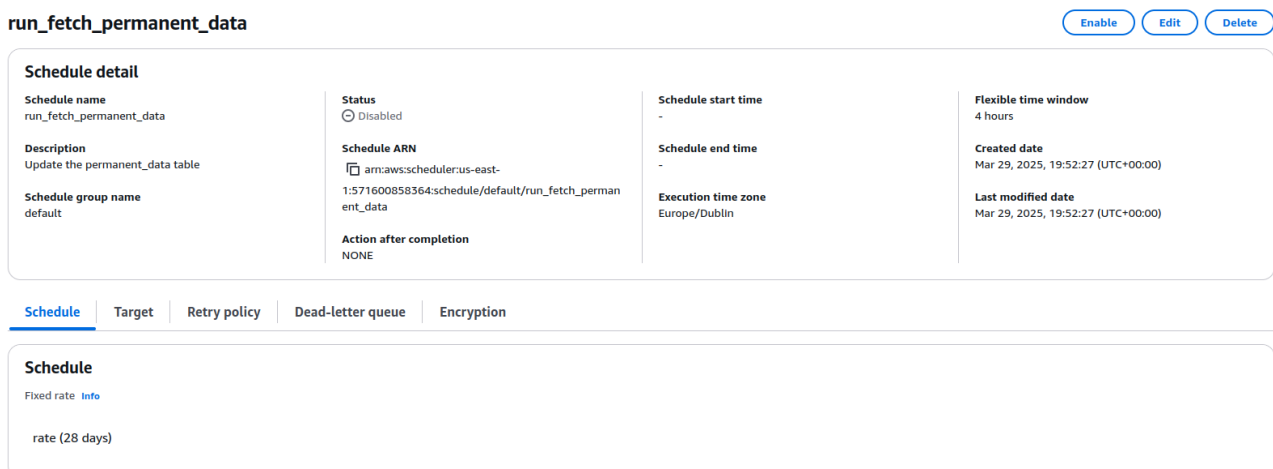 run_fetch_permanent_data
Enable
Edit
Delete
Schedule detail
Schedule name
run_fetch_permanent_data
Description
Update the permanent_data table
Schedule group name
default
Status
Disabled
Schedule ARN
arn:aws:scheduler:us-east-
1:571600858364:schedule/default/run_fetch_perman
ent_data
Action after completion
NONE
Schedule start time
-
Schedule end time
-
Execution time zone
Europe/Dublin
Flexible time window
4 hours
Created date
Mar 29, 2025, 19:52:27 (UTC+00:00)
Last modified date
Mar 29, 2025, 19:52:27 (UTC+00:00)
Schedule
Target
Retry policy
Dead-letter queue
Encryption
Schedule
Fixed rate Info
rate (28 days)